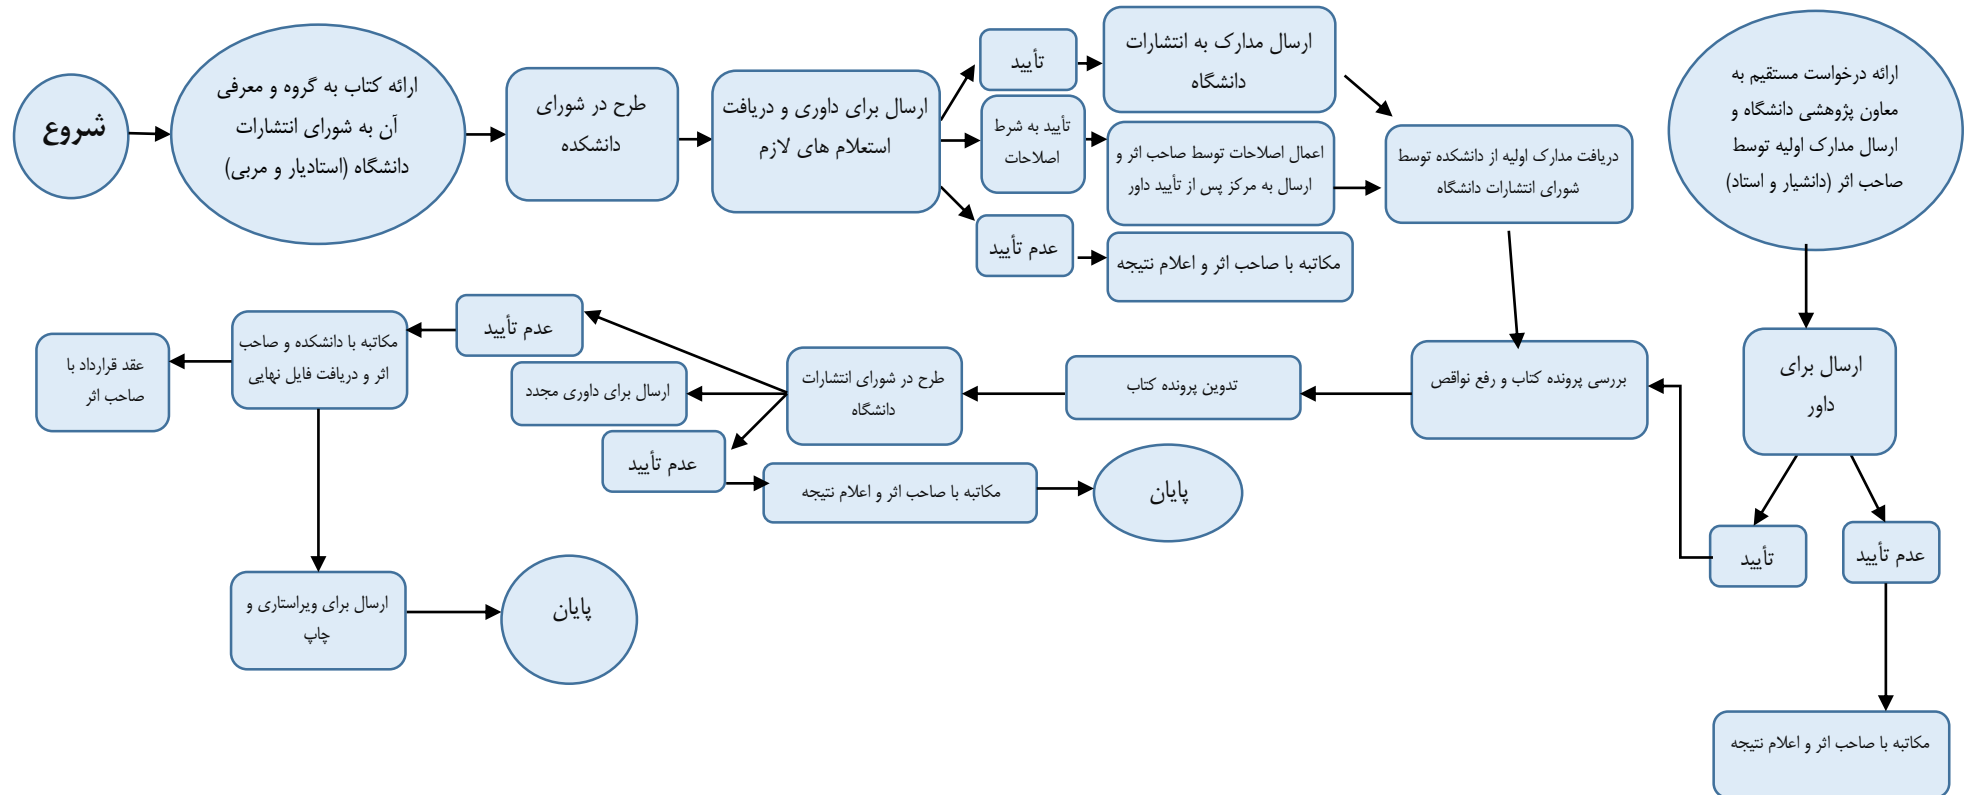 شروع
ارائه کتاب به گروه و معرفی
آن به شورای انتشارات
دانشگاه (استادیار و مربی)
طرح در شورای
دانشکده
ارسال برای داوری و دریافت
استعلام های لازم
تأیید
ارسال مدارک به انتشارات
دانشگاه
تأیید به شرط
اصلاحات
اعمال اصلاحات توسط صاحب اثر و
ارسال به مرکز پس از تأیید داور
عدم تأیید
مکاتبه با صاحب اثر و اعلام نتیجه
دریافت مدارک اولیه از دانشکده توسط
شورای انتشارات دانشگاه
ارائه درخواست مستقیم به
معاون پژوهشی دانشگاه و
ارسال مدارک اولیه توسط
صاحب اثر (دانشیار و استاد)
ارسال برای
داور
تأیید
عدم تأیید
مکاتبه با صاحب اثر و اعلام نتیجه
بررسی پرونده کتاب و رفع نواقص
تدوین پرونده کتاب
طرح در شورای انتشارات
دانشگاه
عدم تأیید
ارسال برای داوری مجدد
عدم تأیید
مکاتبه با صاحب اثر و اعلام نتیجه
پایان
مکاتبه با دانشکده و صاحب
اثر و دریافت فایل نهایی
عقد قرارداد با
صاحب اثر
ارسال برای ویراستاری و
چاپ
پایان